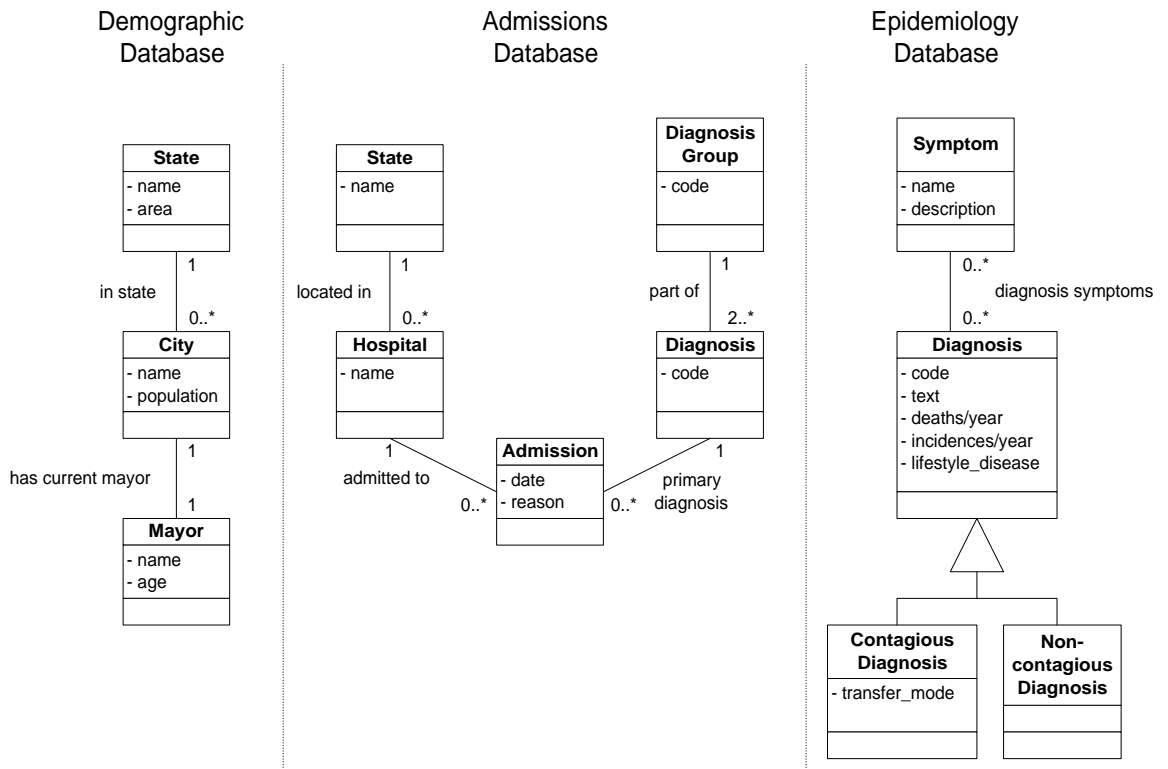 Demographic
Database
State
- name
- area
1
in state
0..*
City
- name
- population
1
has current mayor
1
Mayor
- name
- age
Admissions
Database
State
- name
1
located in
0..*
Hospital
- name
1
admitted to
0..*
Admission
- date
- reason
Diagnosis
Group
- code
1
part of
2..*
Diagnosis
- code
1
primary
diagnosis
0..*
Epidemiology
Database
Symptom
- name
- description
0..*
diagnosis symptoms
0..*
Diagnosis
- code
- text
- deaths/year
- incidences/year
- lifestyle_disease
Contagious
Diagnosis
- transfer_mode
Non-
contagious
Diagnosis